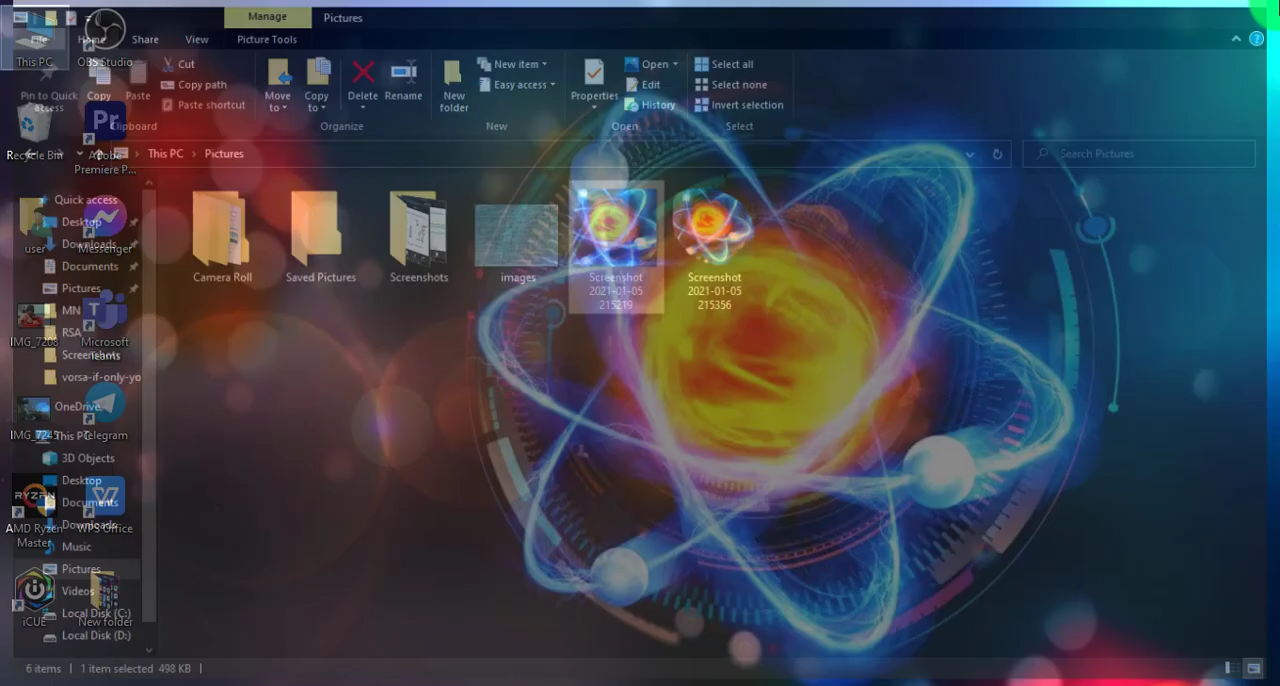 Manage
Pictures
File
Home
Share
View
Picture Tools
This PC
OBS Studio
Pin to Quick
access
Copy
Paste
Cut
Copy path
Paste shortcut
Clipboard
Move
to
Copy
to
Delete
Rename
Organize
New
folder
New item
Easy access
New
Properties
Open
Edit
History
Open
Select all
Select none
Invert selection
Select
Pr
Recycle Bin
Adobe
Premiere P...
This PC
Pictures
Search Pictures
Quick access
Desktop
Downloads
Documents
Pictures
MN
RSA
Screenshots
vorsa-if-only-yo
OneDrive
This PC
3D Objects
Desktop
Documents
Downloads
Music
Pictures
Videos
Local Disk (C:)
Local Disk (D:)
user
Messenger
Microsoft
Teams
Telegram
RYZEN
AMD Ryzen
Master
WPS Office
iCUE
New folder
Camera Roll
Saved Pictures
Screenshots
images
Screenshot
2021-01-05
215219
Screenshot
2021-01-05
215356
6 items
1 item selected 498 KB